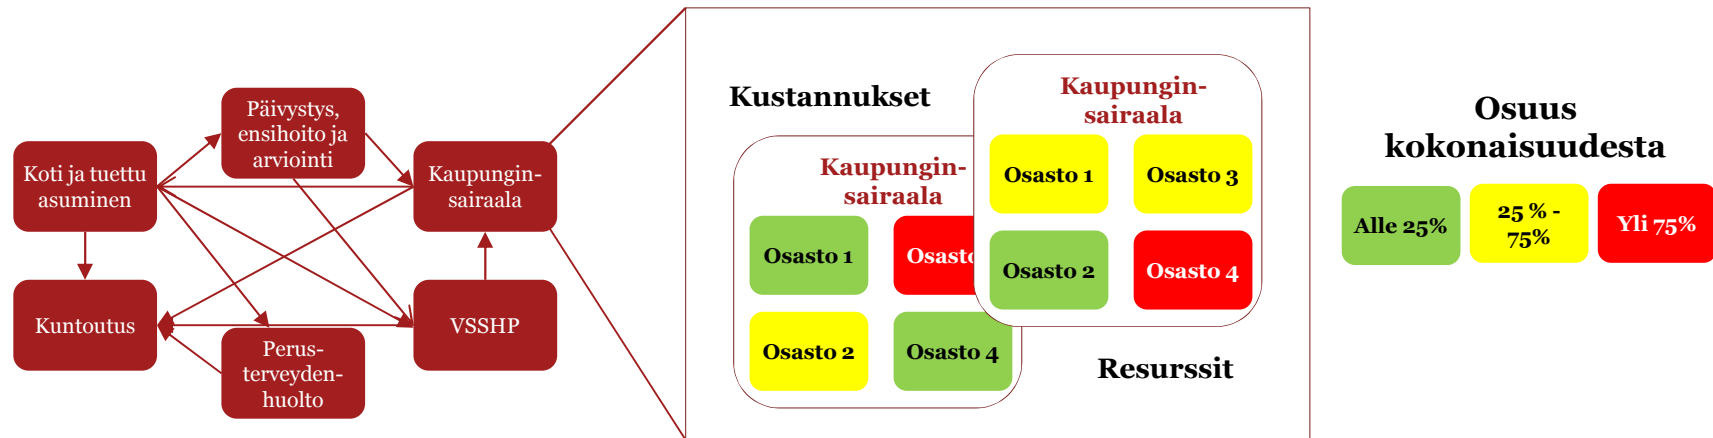 Päivystys,
ensihoito ja
arviointi
Koti ja tuettu
asuminen
Kaupungin-
sairaala
Kuntoutus
VSSHP
Perus-
terveyden-
huolto
Kustannukset
Kaupungin-
sairaala
Osasto 1
Osasto
Osasto 2
Osasto 4
Kaupungin-
sairaala
Osasto 1
Osasto 3
Osasto 2
Osasto 4
Resurssit
Osuus
kokonaisuudesta
Alle 25%
25 % -
75%
Yli 75%